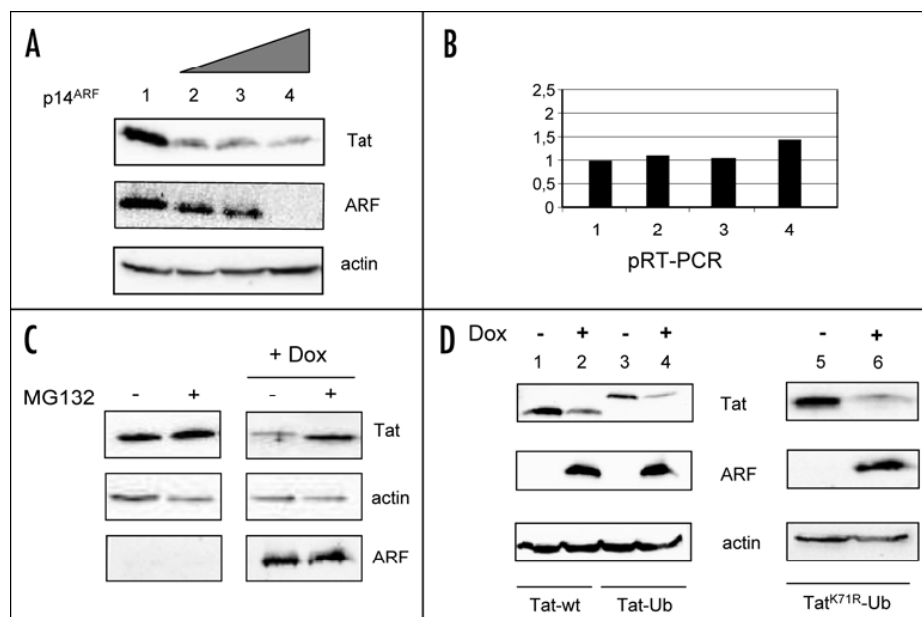 A
p14ARF 1 2 3 4
Tat
ARF
actin
B
2,5
2
1,5
1
0,5
0
1 2 3 4
pRT-PCR
C
+ Dox
MG132 - + - +
Tat
actin
ARF
D
Dox - + - + - +
1 2 3 4 5 6
Tat
ARF
actin
Tat-wt Tat-Ub TatK71R-Ub